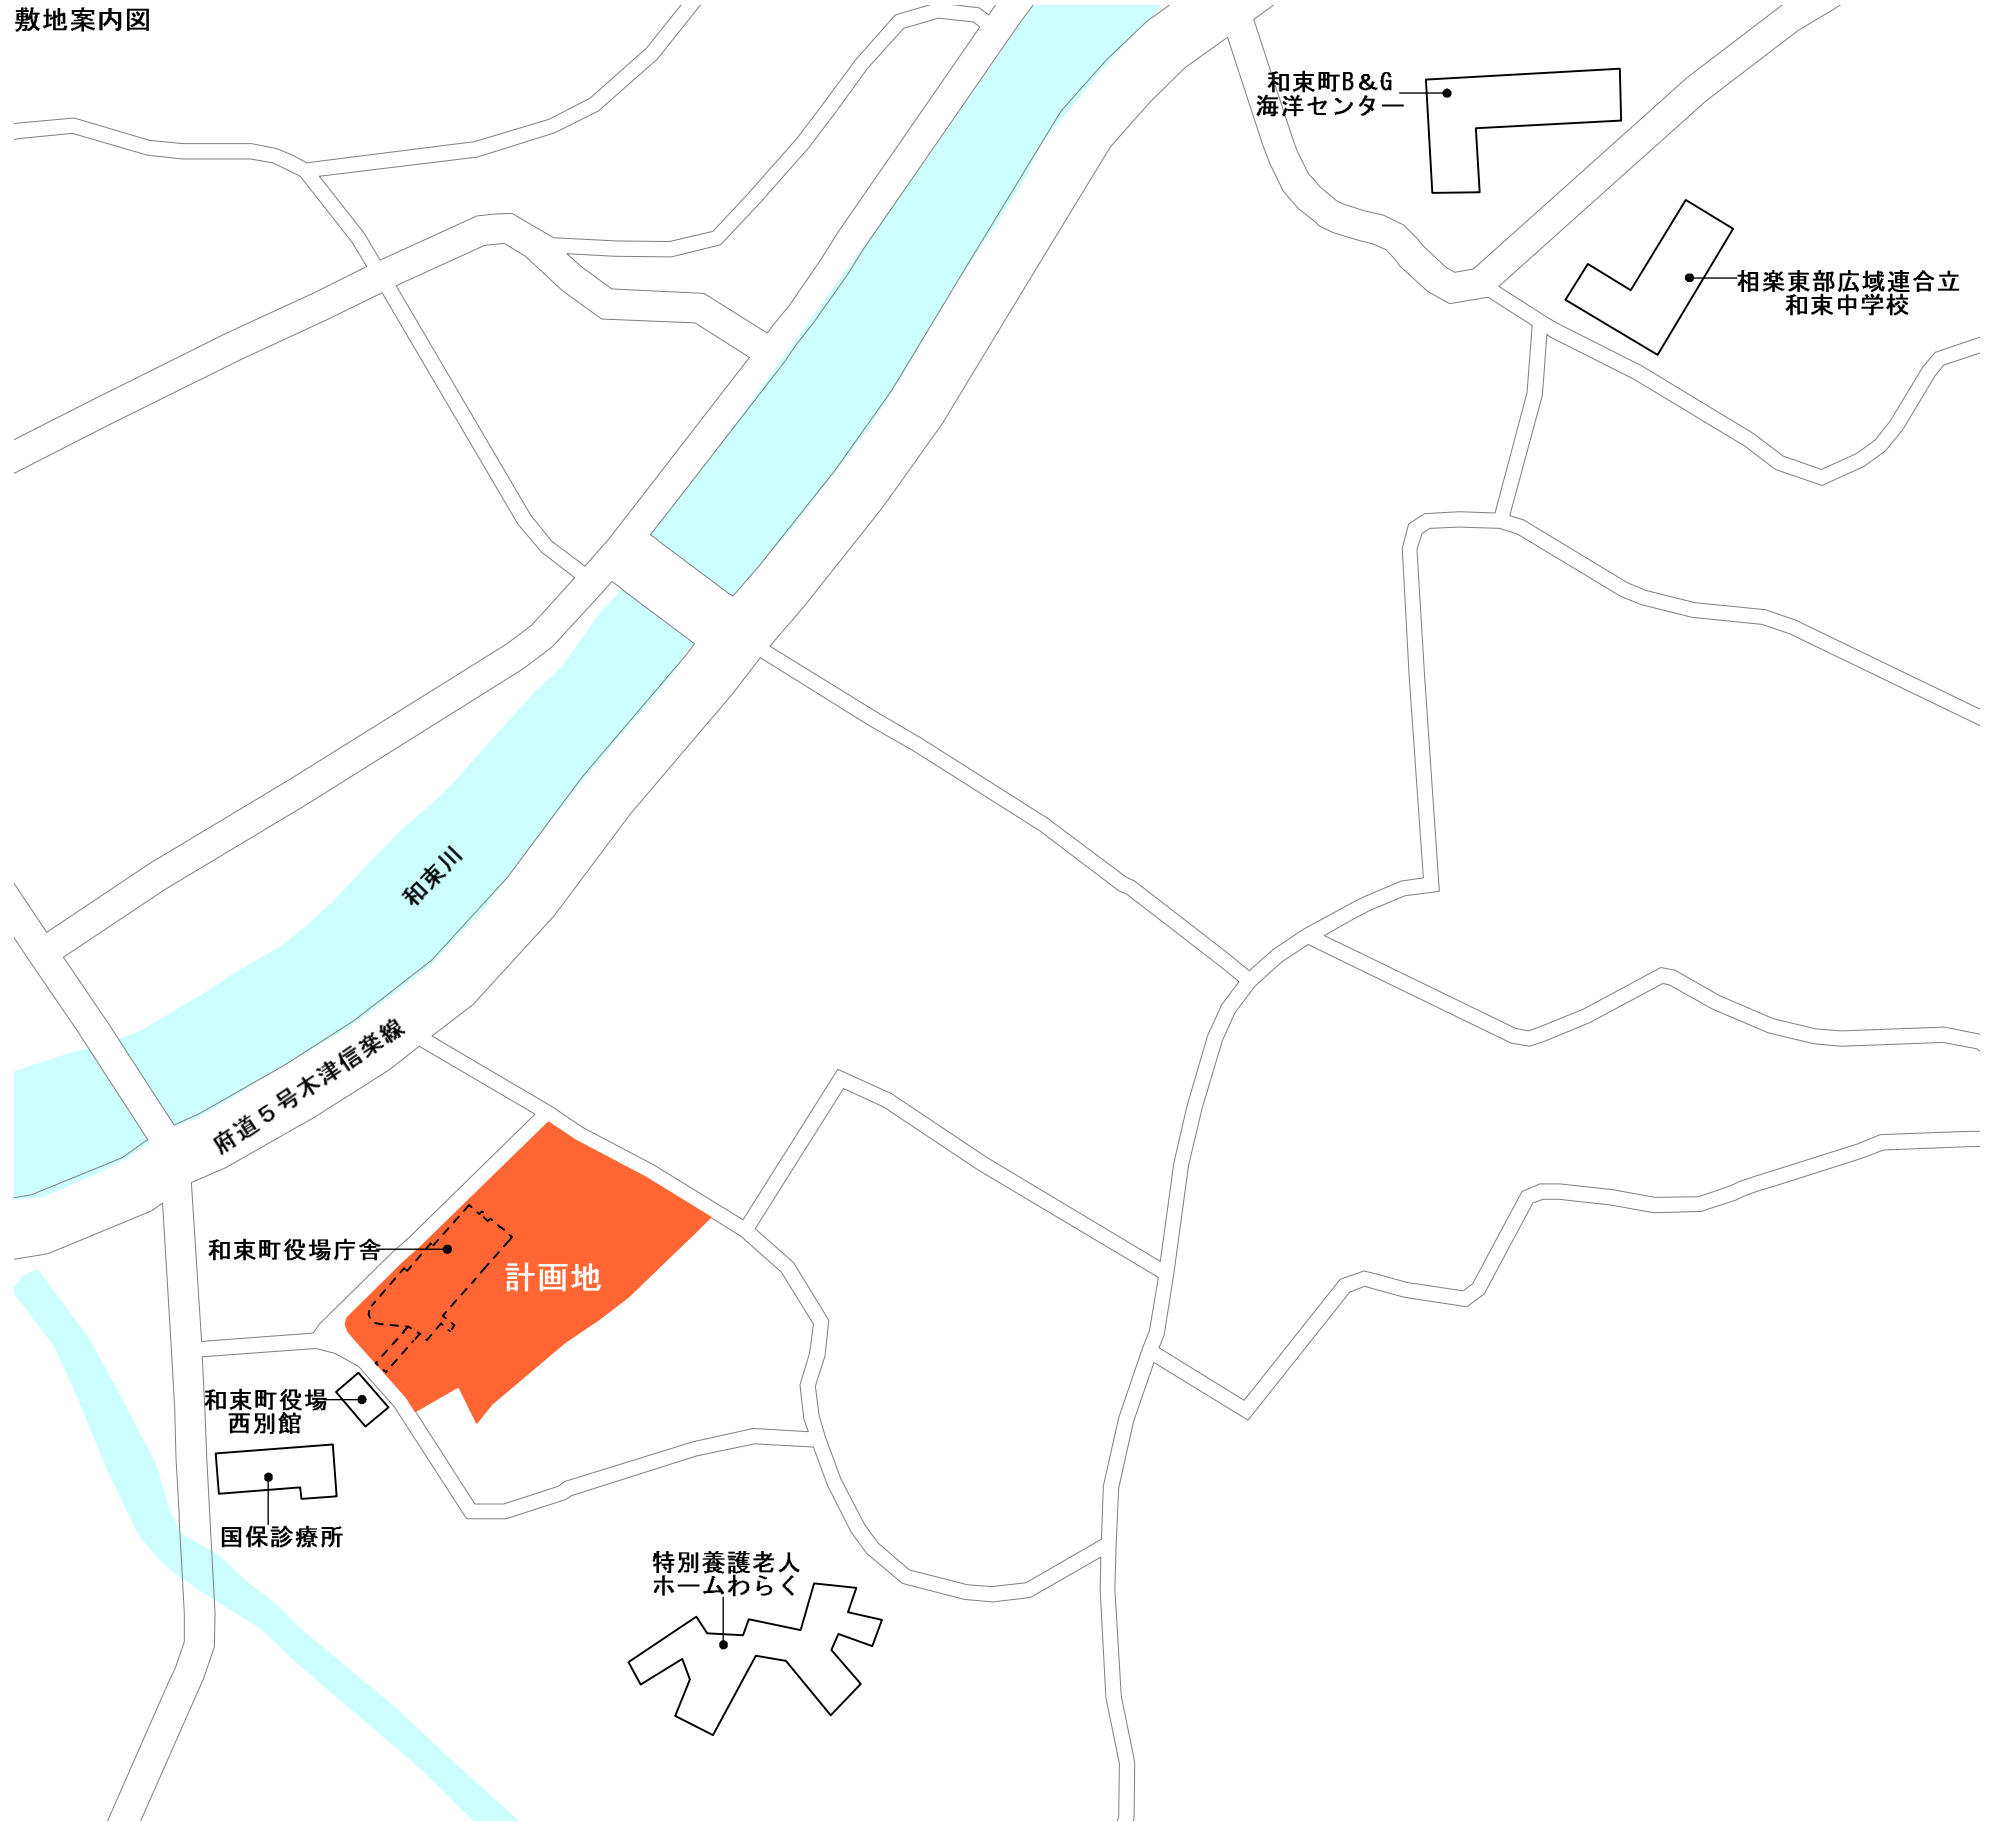 敷地案内図
和束町B&G
海洋センター
相楽東部広域連合立
和束中学校
和束川
府道５号木津信楽線
和束町役場庁舎
計画地
和束町役場
西別館
国保診療所
特別養護老人
ホームわらく